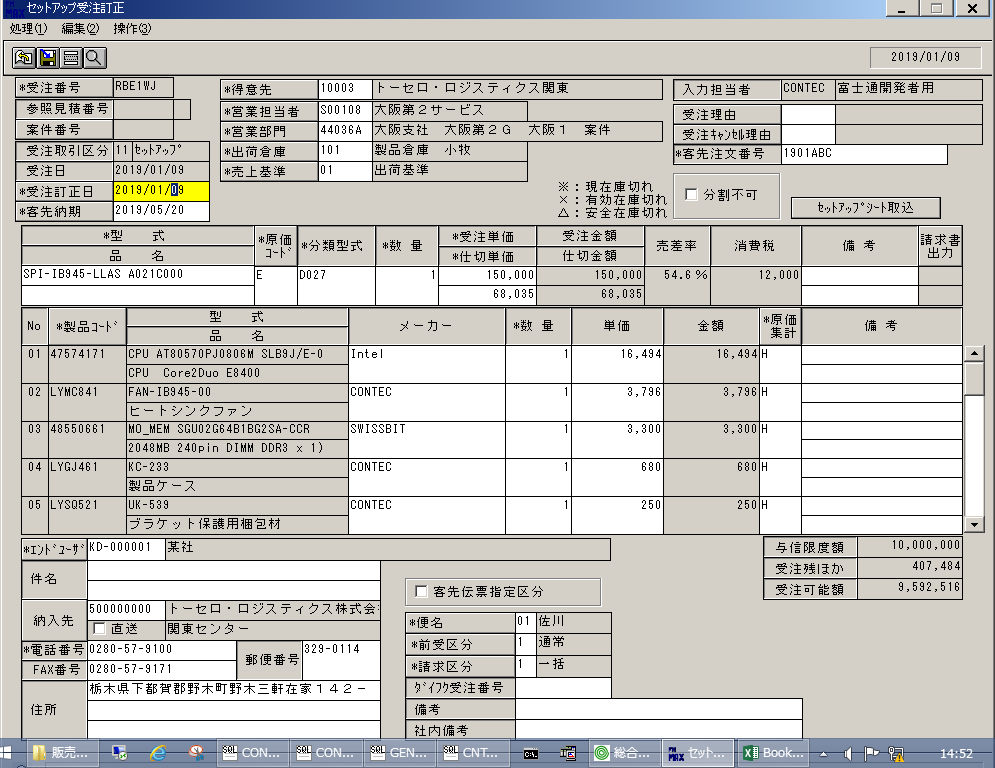 セットアップ受注訂正
処理(1) 編集(2) 操作(3)
2019/01/09
*受注番号 RBE1WJ
参照見積番号
案件番号
受注取引区分 11 セットアップ
受注日 2019/01/09
*受注訂正日 2019/01/09
*客先納期 2019/05/20
*得意先 10003 トーセロ・ロジスティクス関東
*営業担当者 S00108 大阪第2サービス
*営業部門 44036A 大阪支社 大阪第2G 大阪1 案件
*出荷倉庫 101 製品倉庫 小牧
*売上基準 01 出荷基準
入力担当者 CONTEC 富士通開発者用
受注理由
受注キャンセル理由
*客先注文番号 1901ABC
※:現在庫切れ
×:有効在庫切れ
△:安全在庫切れ
分割不可
セットアップシート取込
*型 式 *原価コード *分類型式 *数 量 *受注単価 受注金額 売差率 消費税 備 考 請求書出力
品 名 *仕切単価 仕切金額
SPI-IB945-LLAS A021C000 E D027 1 150,000 150,000 54.6 % 12,000
68,035 68,035
No *製品コード 型 式 メーカー *数 量 単価 金額 *原価集計 備 考
品 名
01 47574171 CPU AT80570PJ0806M SLB9J/E-0 Intel 1 16,494 16,494 H
CPU Core2Duo E8400
02 LYMC841 FAN-IB945-00 CONTEC 1 3,796 3,796 H
ヒートシンクファン
03 48550661 MO_MEM SGU02G64B1BG2SA-CCR SWISSBIT 1 3,300 3,300 H
2048MB 240pin DIMM DDR3 x 1)
04 LYGJ461 KC-233 CONTEC 1 680 680 H
製品ケース
05 LYSQ521 UK-539 CONTEC 1 250 250 H
ブラケット保護用梱包材
*エンドユーザ KD-000001 某社
件名
納入先 500000000 トーセロ・ロジスティクス株式会
直送 関東センター
*電話番号 0280-57-9100 郵便番号 329-0114
FAX番号 0280-57-9171
住所 栃木県下都賀郡野木町野木三軒在家142-
与信限度額 10,000,000
受注残ほか 407,484
受注可能額 9,592,516
客先伝票指定区分
*便名 01 佐川
*前受区分 1 通常
*請求区分 1 一括
ダイフク受注番号
備考
社内備考
販売... CON... CON... GEN... CNT... 総合... セット... Book... 14:52